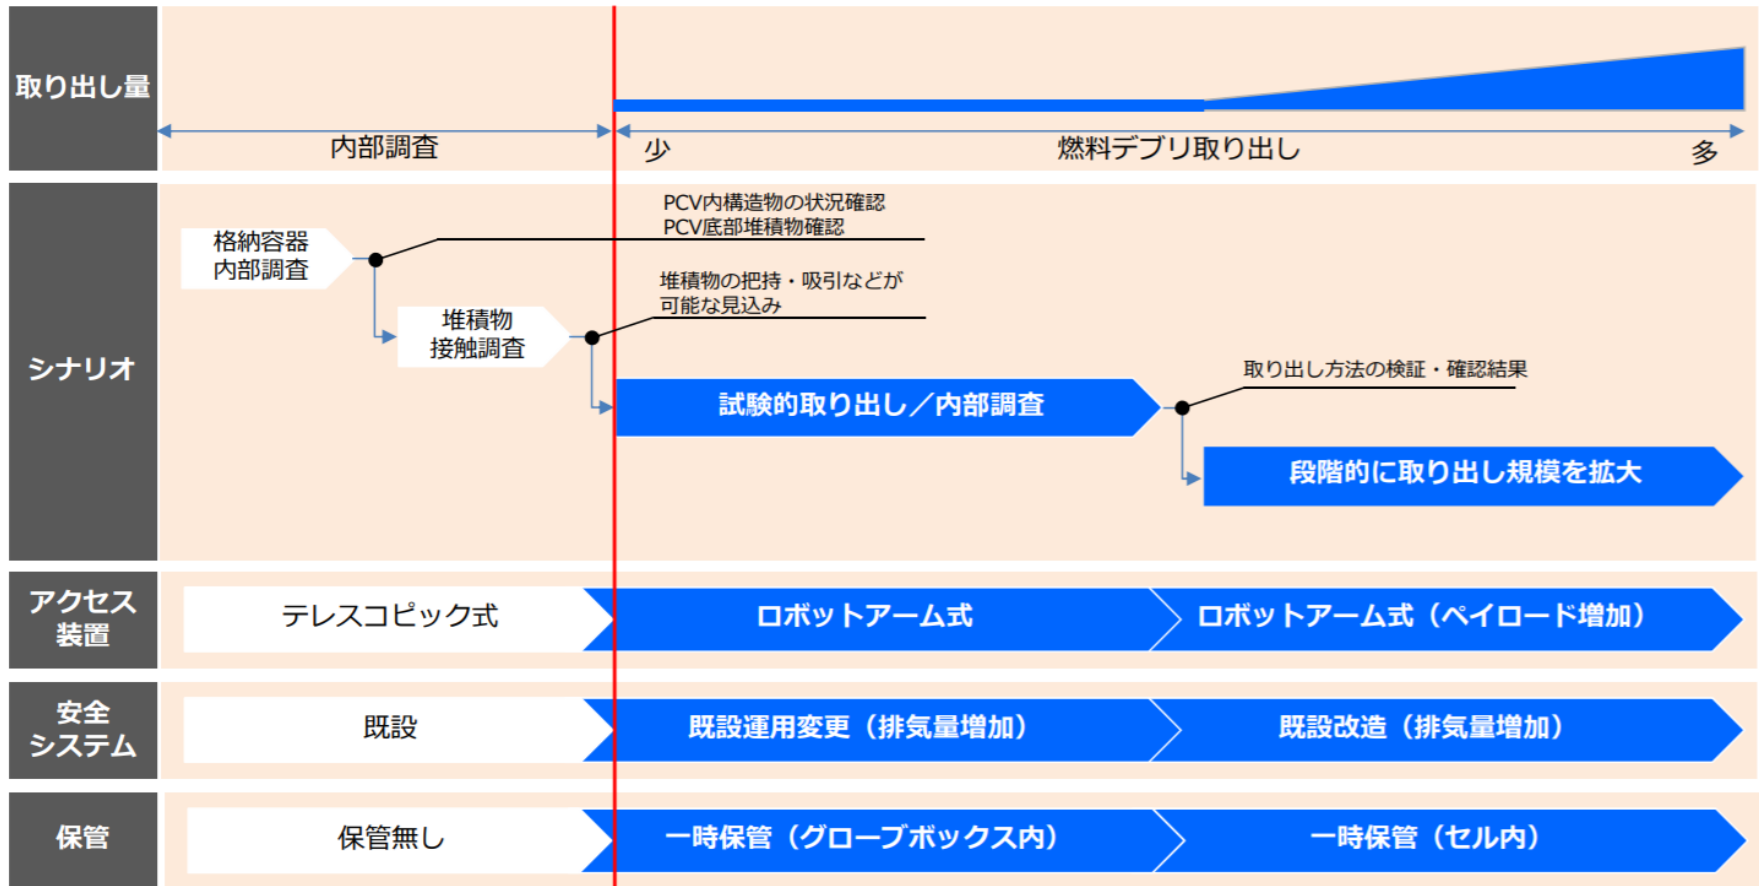 取り出し量
内部調査
少
燃料デブリ取り出し
多
シナリオ
格納容器
内部調査
PCV内構造物の状況確認
PCV底部堆積物確認
堆積物
接触調査
堆積物の把持・吸引などが
可能な見込み
試験的取り出し／内部調査
取り出し方法の検証・確認結果
段階的に取り出し規模を拡大
アクセス
装置
テレスコピック式
ロボットアーム式
ロボットアーム式（ペイロード増加）
安全
システム
既設
既設運用変更（排気量増加）
既設改造（排気量増加）
保管
保管無し
一時保管（グローブボックス内）
一時保管（セル内）